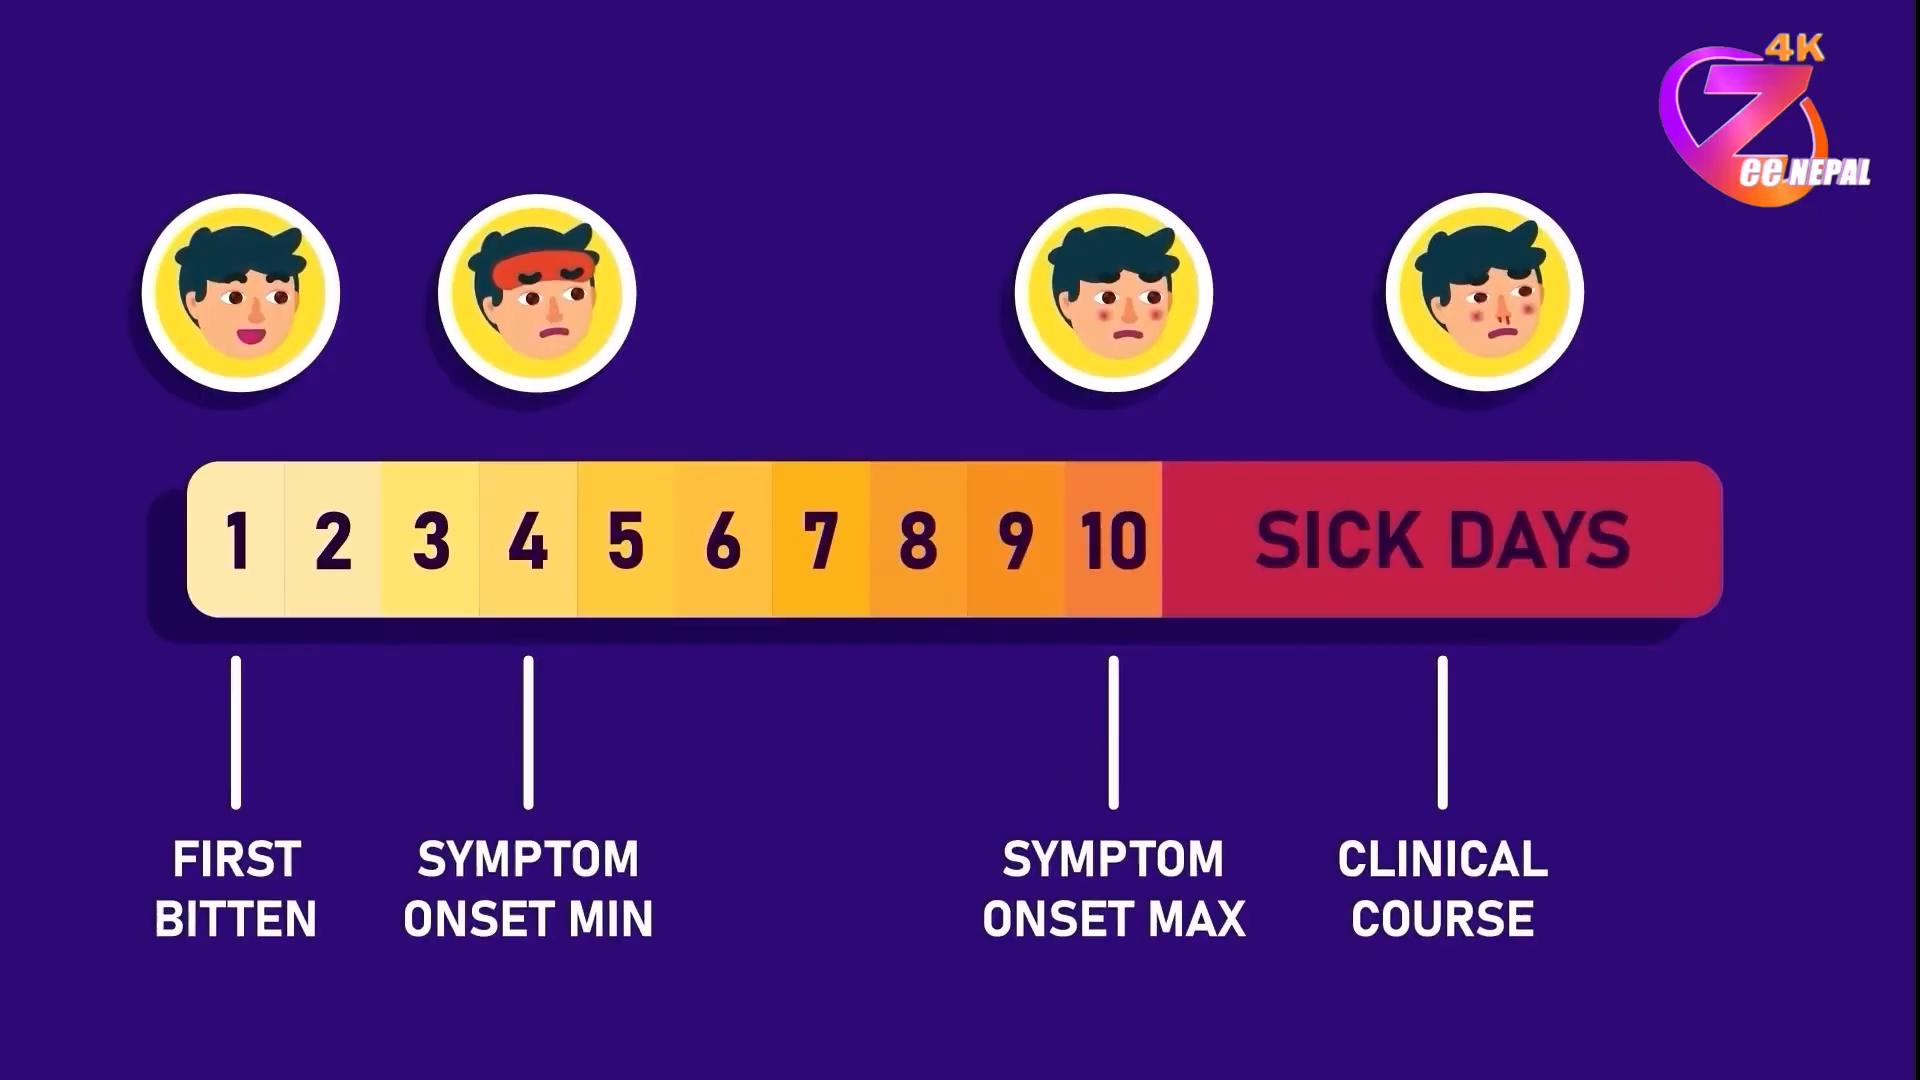 4K
Zee NEPAL
1 2 3 4 5 6 7 8 9 10 SICK DAYS
FIRST
BITTEN
SYMPTOM
ONSET MIN
SYMPTOM
ONSET MAX
CLINICAL
COURSE